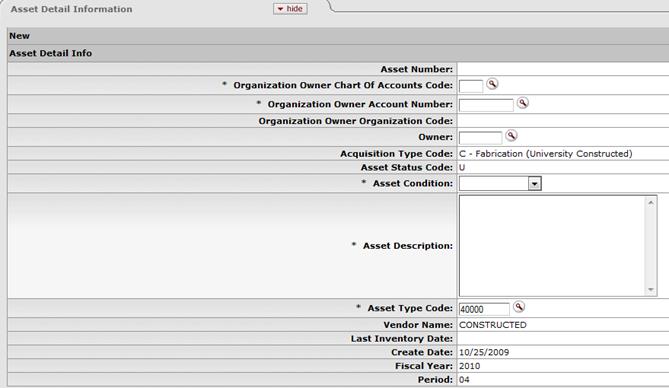 Asset Detail Information
hide
New
Asset Detail Info
Asset Number:
* Organization Owner Chart Of Accounts Code:
* Organization Owner Account Number:
Organization Owner Organization Code:
Owner:
Acquisition Type Code: C - Fabrication (University Constructed)
Asset Status Code: U
* Asset Condition:
* Asset Description:
* Asset Type Code: 40000
Vendor Name: CONSTRUCTED
Last Inventory Date:
Create Date: 10/25/2009
Fiscal Year: 2010
Period: 04